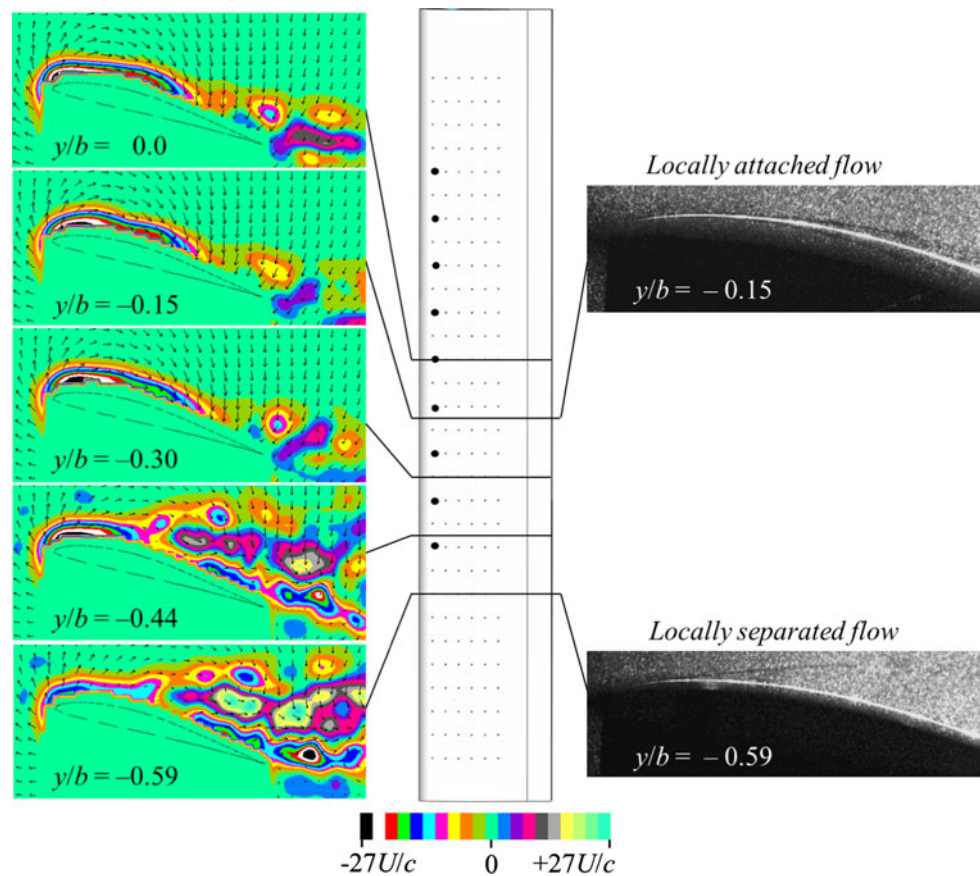 y/b = 0.0
y/b = –0.15
y/b = –0.30
y/b = –0.44
y/b = –0.59
Locally attached flow
y/b = – 0.15
Locally separated flow
y/b = – 0.59
-27U/c 0 +27U/c